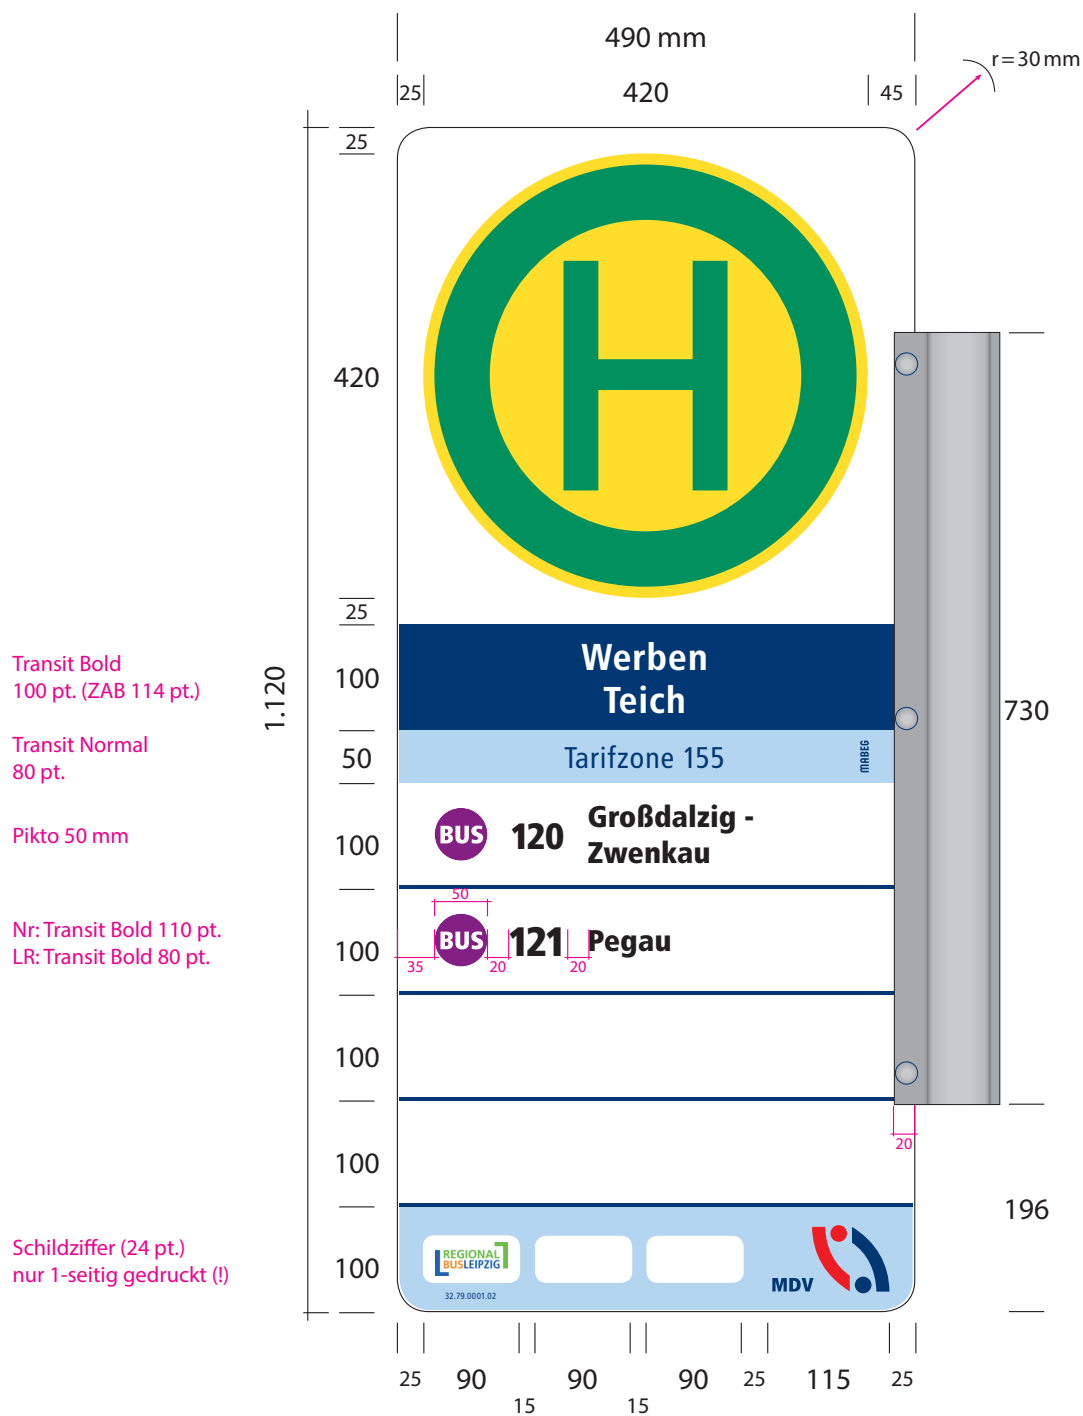 490 mm
r = 30 mm
25
420
45
25
420
25
Werben
Teich
Transit Bold
100 pt. (ZAB 114 pt.)
100
1.120
730
Transit Normal
80 pt.
50
Tarifzone 155
MABEG
Pikto 50 mm
100
BUS
120
Großdalzig -
Zwenkau
50
Nr: Transit Bold 110 pt.
LR: Transit Bold 80 pt.
100
BUS
121
Pegau
35
20
20
100
20
100
196
Schildziffer (24 pt.)
nur 1-seitig gedruckt (!)
100
REGIONAL
BUSLEIPZIG
MDV
32.79.0001.02
25
90
90
90
25
115
25
15
15